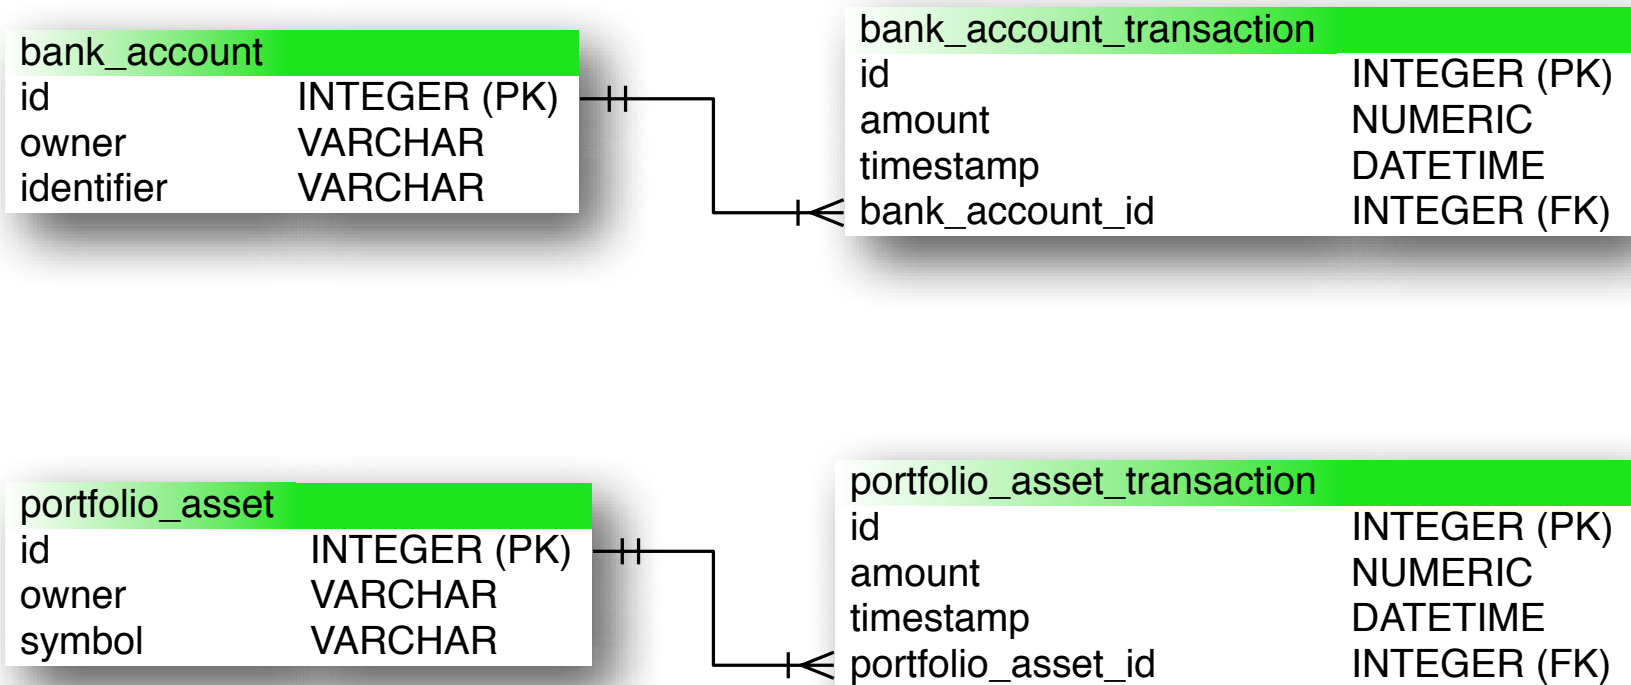 bank_account
id INTEGER (PK)
owner VARCHAR
identifier VARCHAR
bank_account_transaction
id INTEGER (PK)
amount NUMERIC
timestamp DATETIME
bank_account_id INTEGER (FK)
portfolio_asset
id INTEGER (PK)
owner VARCHAR
symbol VARCHAR
portfolio_asset_transaction
id INTEGER (PK)
amount NUMERIC
timestamp DATETIME
portfolio_asset_id INTEGER (FK)